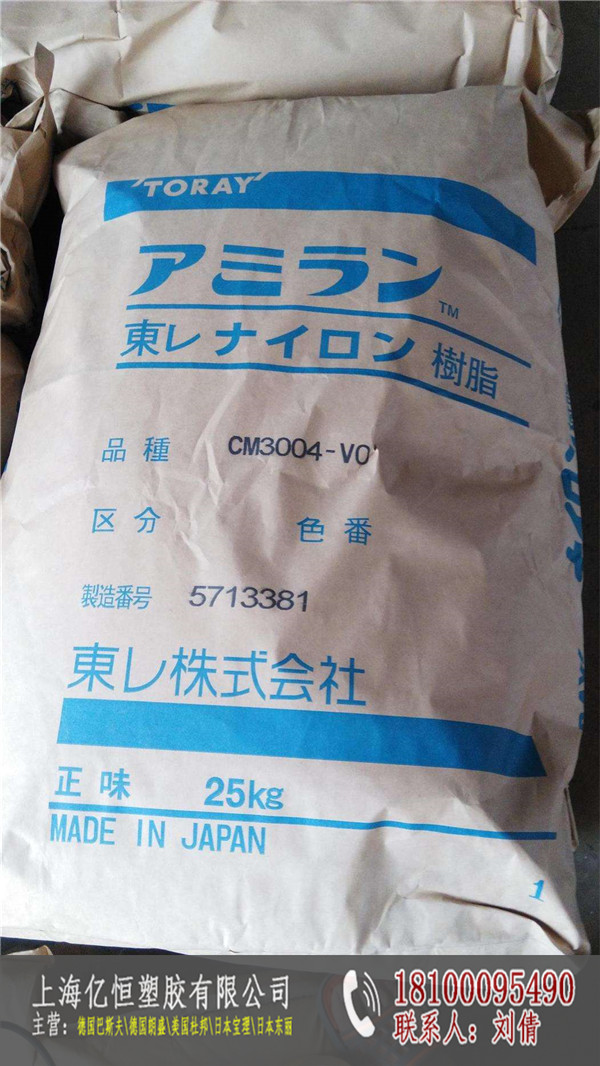 TORAY
アミラン™
東レナイロン樹脂
品種 CM3004-V0
区分 色番
製造番号 5713381
東レ株式会社
正味 25kg
MADE IN JAPAN
1
上海亿恒塑胶有限公司
主营：德国巴斯夫\德国朗盛\美国杜邦\日本宝理\日本东丽
18100095490
联系人：刘倩